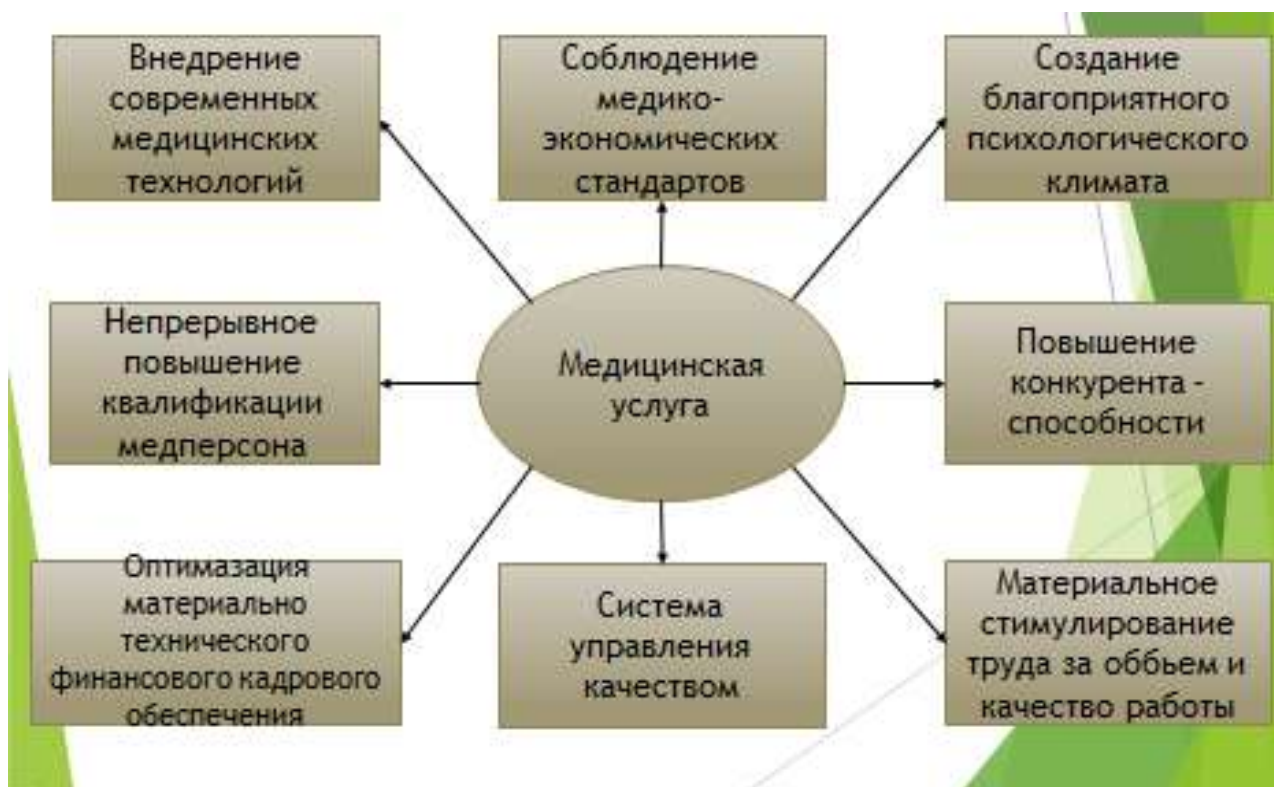 Внедрение
современных
медицинских
технологий
Соблюдение
медико-
экономических
стандартов
Создание
благоприятного
психологического
климата
Непрерывное
повышение
квалификации
медперсона
Медицинская
услуга
Повышение
конкурента -
способности
Оптимазация
материально
технического
финансового кадрового
обеспечения
Система
управления
качеством
Материальное
стимулирование
труда за оббьем и
качество работы